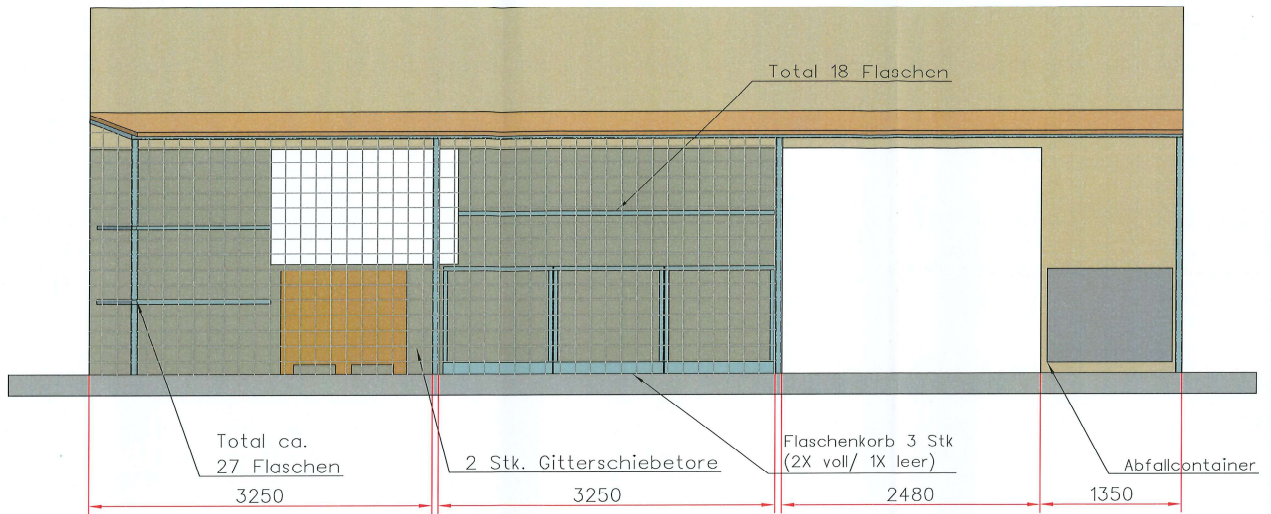 Total 18 Flaschen
Total ca.
27 Flaschen
2 Stk. Gitterschiebetore
Flaschenkorb 3 Stk
(2X voll/ 1X leer)
Abfallcontainer
3250
3250
2480
1350